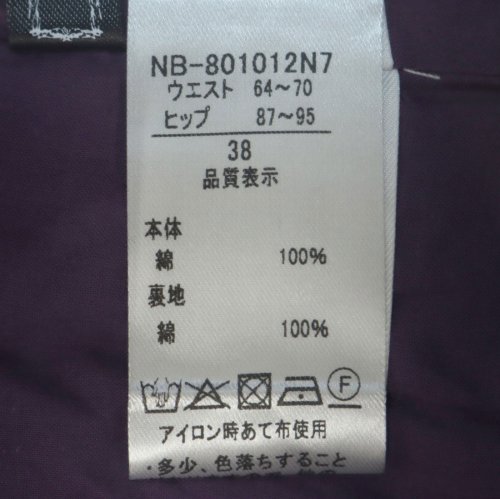 NB-801012N7
ウエスト 64～70
ヒップ 87～95
38
品質表示
本体
綿 100%
裏地
綿 100%
F
アイロン時あて布使用
・多少、色落ちすること